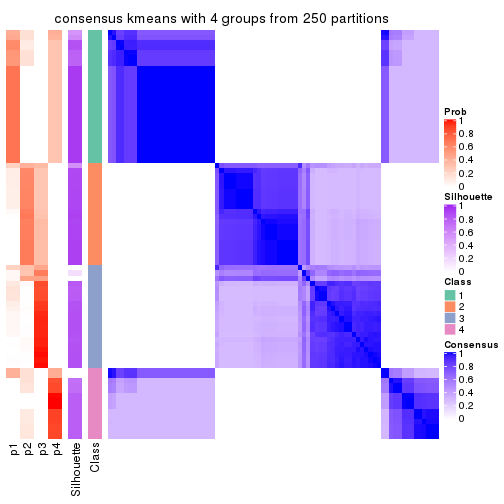 consensus kmeans with 4 groups from 250 partitions
Prob
1
0.8
0.6
0.4
0.2
0
Silhouette
1
0.8
0.6
0.4
0.2
0
Class
1
2
3
4
Consensus
1
0.8
0.6
0.4
0.2
0
p1
p2
p3
p4
Silhouette
Class